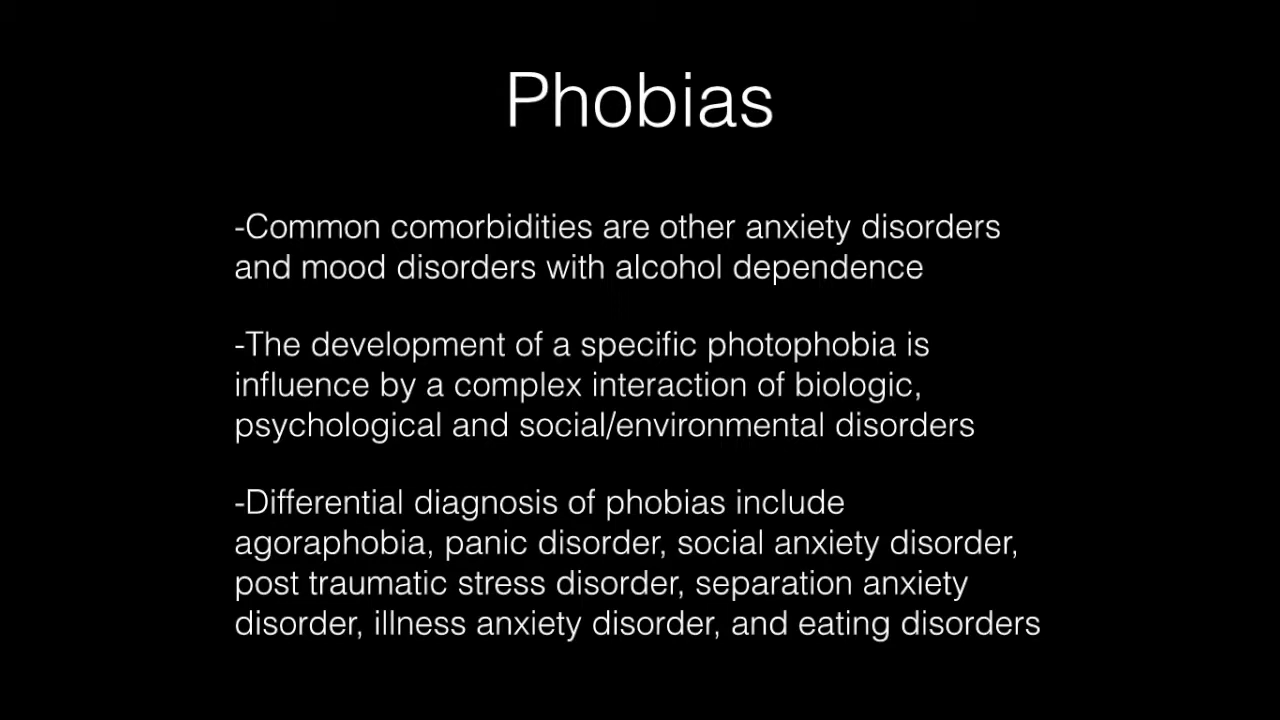 Phobias
-Common comorbidities are other anxiety disorders
and mood disorders with alcohol dependence
-The development of a specific photophobia is
influence by a complex interaction of biologic,
psychological and social/environmental disorders
-Differential diagnosis of phobias include
agoraphobia, panic disorder, social anxiety disorder,
post traumatic stress disorder, separation anxiety
disorder, illness anxiety disorder, and eating disorders